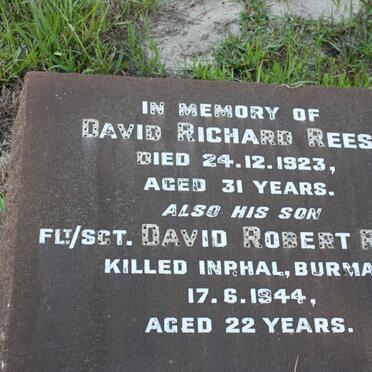 IN MEMORY OF
DAVID RICHARD REES
DIED 24.12.1923,
AGED 31 YEARS.
ALSO HIS SON
FLT/SGT. DAVID ROBERT R
KILLED INPHAL, BURMA
17.6.1944,
AGED 22 YEARS.